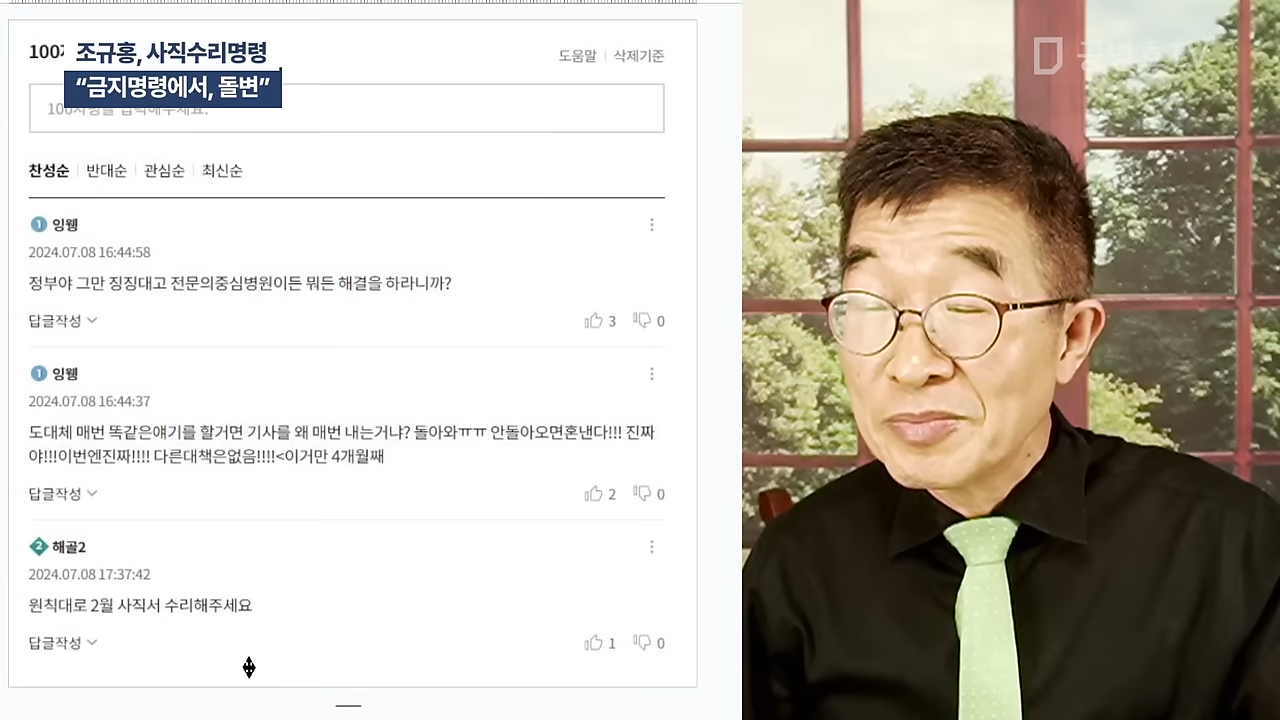 조규홍, 사직수리명령
“금지명령에서, 돌변”
도움말 삭제기준
찬성순 반대순 관심순 최신순
1 잉웽
2024.07.08 16:44:58
정부야 그만 징징대고 전문의중심병원이든 뭐든 해결을 하라니까?
답글작성 3 0
1 잉웽
2024.07.08 16:44:37
도대체 매번 똑같은얘기를 할거면 기사를 왜 매번 내는거냐? 돌아와ㅠㅠ 안돌아오면혼낸다!!! 진짜
야!!!이번엔진짜!!!! 다른대책은없음!!!!<이거만 4개월째
답글작성 2 0
2 해골2
2024.07.08 17:37:42
원칙대로 2월 사직서 수리해주세요
답글작성 1 0